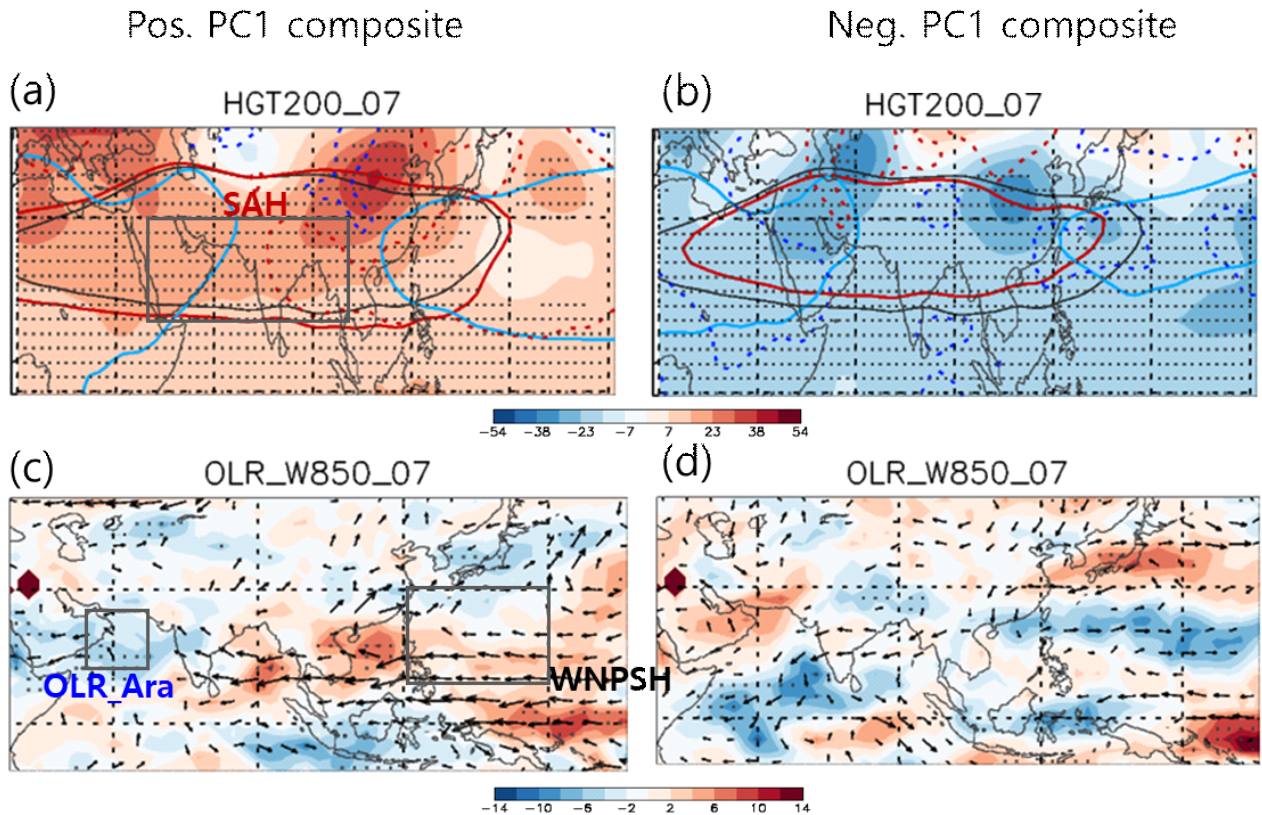 Pos. PC1 composite
Neg. PC1 composite
(a)
HGT200_07
(b)
HGT200_07
SAH
-54 -38 -23 -7 7 23 38 54
(c)
OLR_W850_07
(d)
OLR_W850_07
OLR_Ara
WNPSH
-14 -10 -6 -2 2 6 10 14